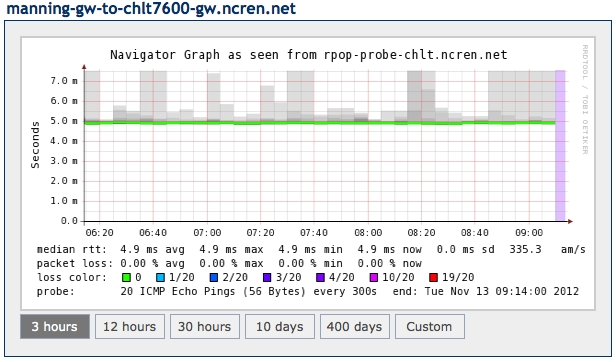 manning-gw-to-chlt7600-gw.ncren.net
Navigator Graph as seen from rpop-probe-chlt.ncren.net
RRDTOOL / TOBI OETIKER
Seconds
7.0 m
6.0 m
5.0 m
4.0 m
3.0 m
2.0 m
1.0 m
0.0
06:20 06:40 07:00 07:20 07:40 08:00 08:20 08:40 09:00
median rtt: 4.9 ms avg 4.9 ms max 4.9 ms min 4.9 ms now 0.0 ms sd 335.3 am/s
packet loss: 0.00 % avg 0.00 % max 0.00 % min 0.00 % now
loss color: 0 1/20 2/20 3/20 4/20 10/20 19/20
probe: 20 ICMP Echo Pings (56 Bytes) every 300s end: Tue Nov 13 09:14:00 2012
3 hours 12 hours 30 hours 10 days 400 days Custom